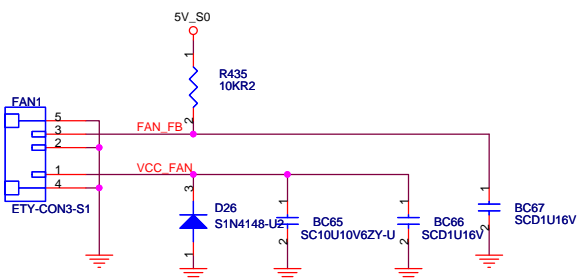 5V_S0
1
R435
10KR2
2
FAN1
5
3
2
1
4
ETY-CON3-S1
FAN_FB
VCC_FAN
3
D26
S1N4148-U2
1
1
BC65
SC10U10V6ZY-U
2
1
BC66
SCD1U16V
2
1
BC67
SCD1U16V
2